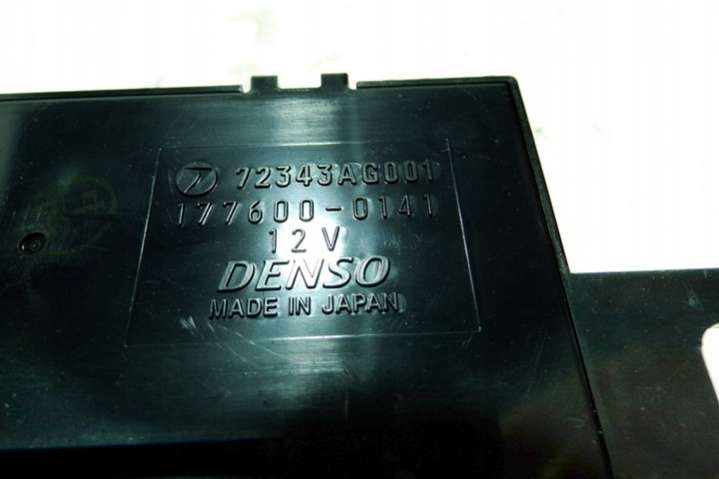 72343AG001
177600-0141
12V
DENSO
MADE IN JAPAN